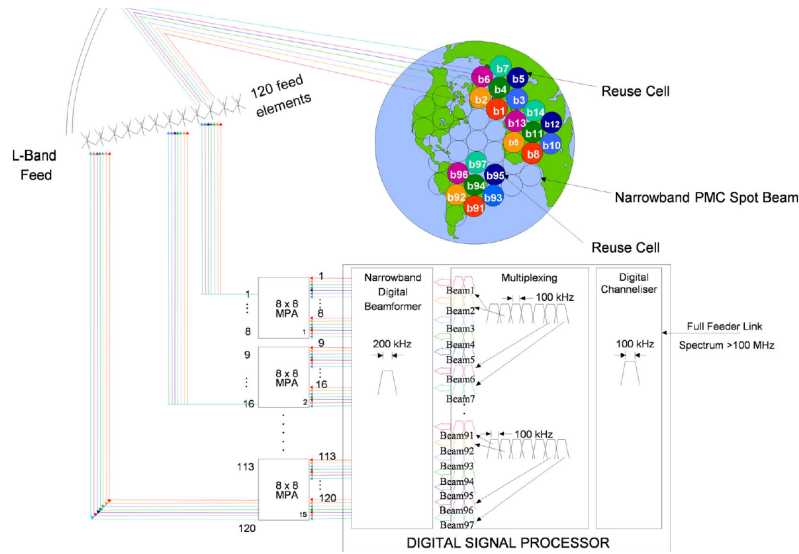 120 feed
elements
L-Band
Feed
b7
b6
b5
b4
b2
b3
b1
b14
b13
b12
b11
b9
b10
b8
b97
b96
b95
b94
b92
b93
b91
Reuse Cell
Narrowband PMC Spot Beam
Reuse Cell
1
8
8 x 8
MPA
1
1
8
9
16
8 x 8
MPA
2
9
16
113
120
8 x 8
MPA
15
113
120
Narrowband
Digital
Beamformer
200 kHz
Multiplexing
Beam1
Beam2
Beam3
Beam4
Beam5
Beam6
Beam7
100 kHz
Beam91
Beam92
Beam93
Beam94
Beam95
Beam96
Beam97
100 kHz
Digital
Channeliser
100 kHz
Full Feeder Link
Spectrum >100 MHz
DIGITAL SIGNAL PROCESSOR